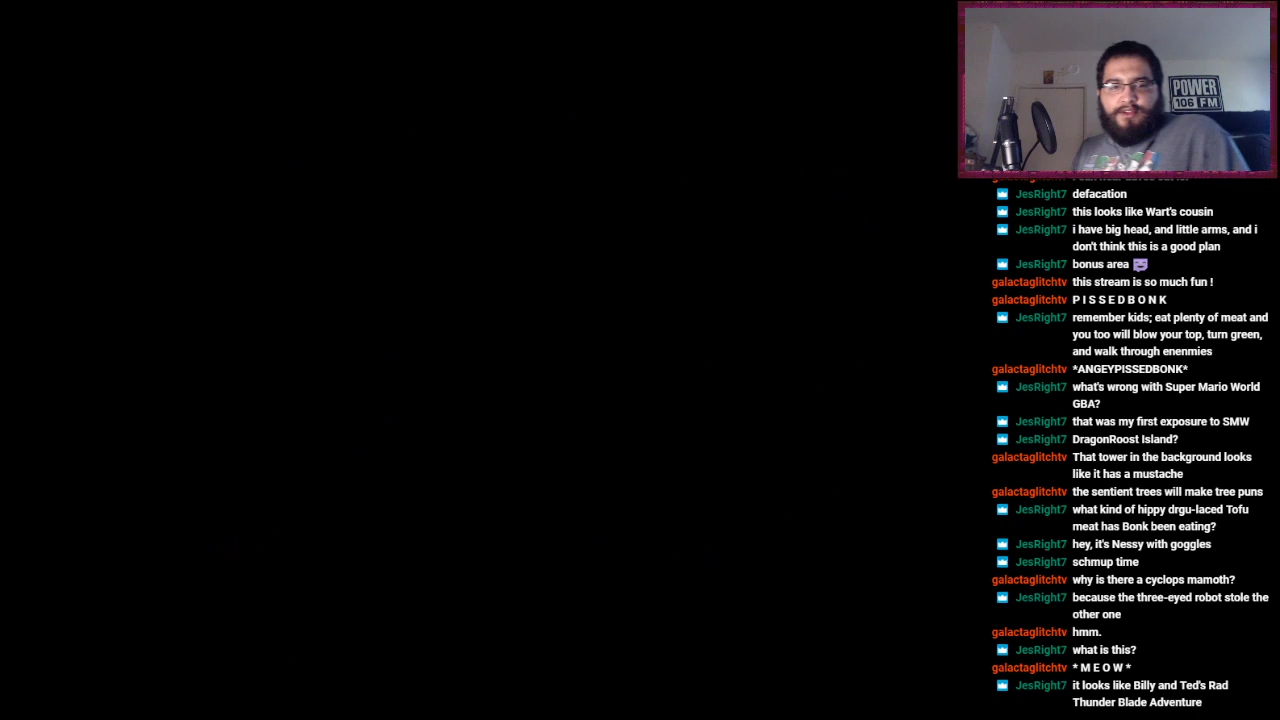 POWER
106 FM
JesRight7 defacation
JesRight7 this looks like Wart's cousin
JesRight7 i have big head, and little arms, and i
don't think this is a good plan
JesRight7 bonus area
galactaglitchtv this stream is so much fun !
galactaglitchtv P I S S E D B O N K
JesRight7 remember kids; eat plenty of meat and
you too will blow your top, turn green,
and walk through enenmies
galactaglitchtv *ANGEYPISSEDBONK*
JesRight7 what's wrong with Super Mario World
GBA?
JesRight7 that was my first exposure to SMW
JesRight7 DragonRoost Island?
galactaglitchtv That tower in the background looks
like it has a mustache
galactaglitchtv the sentient trees will make tree puns
JesRight7 what kind of hippy drgu-laced Tofu
meat has Bonk been eating?
JesRight7 hey, it's Nessy with goggles
JesRight7 schmup time
galactaglitchtv why is there a cyclops mamoth?
JesRight7 because the three-eyed robot stole the
other one
galactaglitchtv hmm.
JesRight7 what is this?
galactaglitchtv * M E O W *
JesRight7 it looks like Billy and Ted's Rad
Thunder Blade Adventure